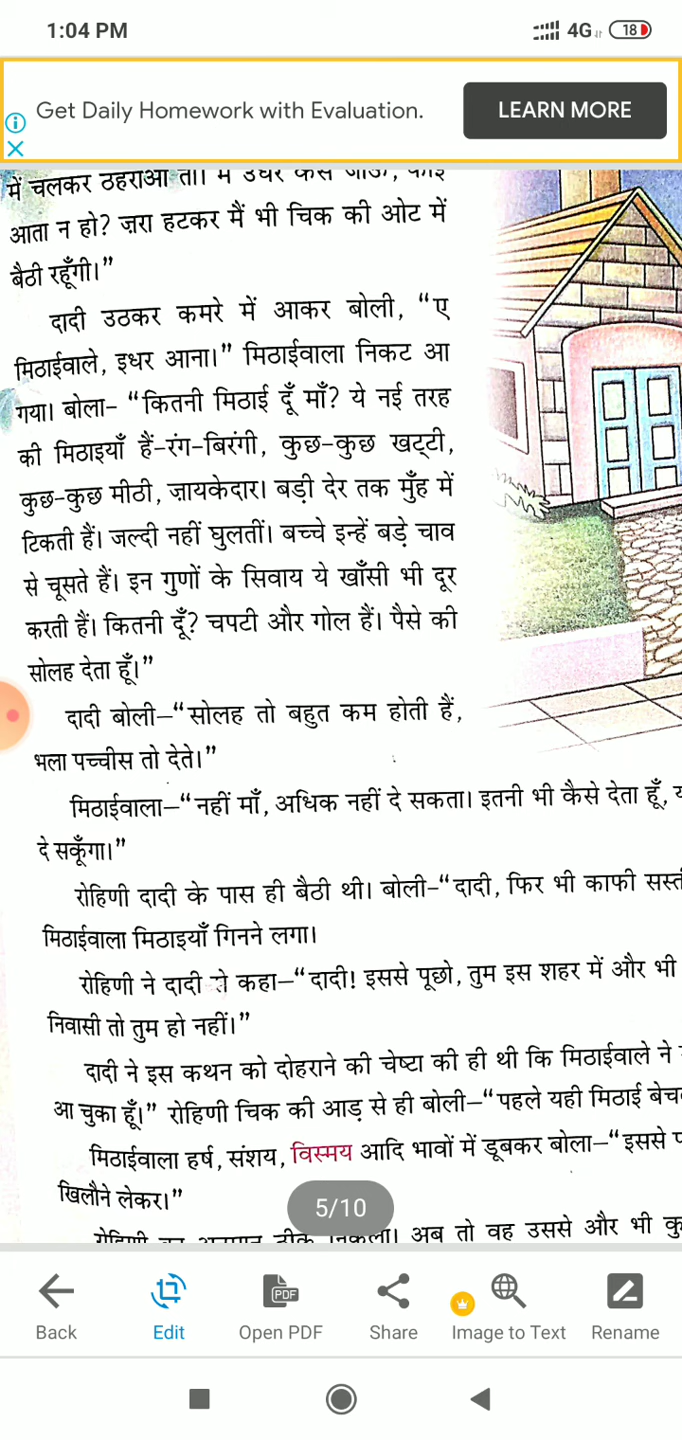 1:04 PM
4G 18
Get Daily Homework with Evaluation.
LEARN MORE
में चलकर ठहराओ तो। मैं उधर कैसे जाऊँ, कोई
आता न हो? ज़रा हटकर मैं भी चिक की ओट में
बैठी रहूँगी।”
दादी उठकर कमरे में आकर बोली, “ए
मिठाईवाले, इधर आना।” मिठाईवाला निकट आ
गया। बोला- “कितनी मिठाई दूँ माँ? ये नई तरह
की मिठाइयाँ हैं-रंग-बिरंगी, कुछ-कुछ खट्टी,
कुछ-कुछ मीठी, ज़ायकेदार। बड़ी देर तक मुँह में
टिकती हैं। जल्दी नहीं घुलतीं। बच्चे इन्हें बड़े चाव
से चूसते हैं। इन गुणों के सिवाय ये खाँसी भी दूर
करती हैं। कितनी दूँ? चपटी और गोल हैं। पैसे की
सोलह देता हूँ।”
दादी बोली–“सोलह तो बहुत कम होती हैं,
भला पच्चीस तो देते।”
मिठाईवाला–“नहीं माँ, अधिक नहीं दे सकता। इतनी भी कैसे देता हूँ,
दे सकूँगा।”
रोहिणी दादी के पास ही बैठी थी। बोली-“दादी, फिर भी काफी
मिठाईवाला मिठाइयाँ गिनने लगा।
रोहिणी ने दादी से कहा–“दादी! इससे पूछो, तुम इस शहर में और भी
निवासी तो तुम हो नहीं।”
दादी ने इस कथन को दोहराने की चेष्टा की ही थी कि मिठाईवाले ने
आ चुका हूँ।” रोहिणी चिक की आड़ से ही बोली–“पहले यही मिठाई
मिठाईवाला हर्ष, संशय, विस्मय आदि भावों में डूबकर बोला–“इससे
खिलौने लेकर।”
5/10
ठीक निकला। अब तो वह उससे और भी
Back
Edit
PDF
Open PDF
Share
Image to Text
Rename